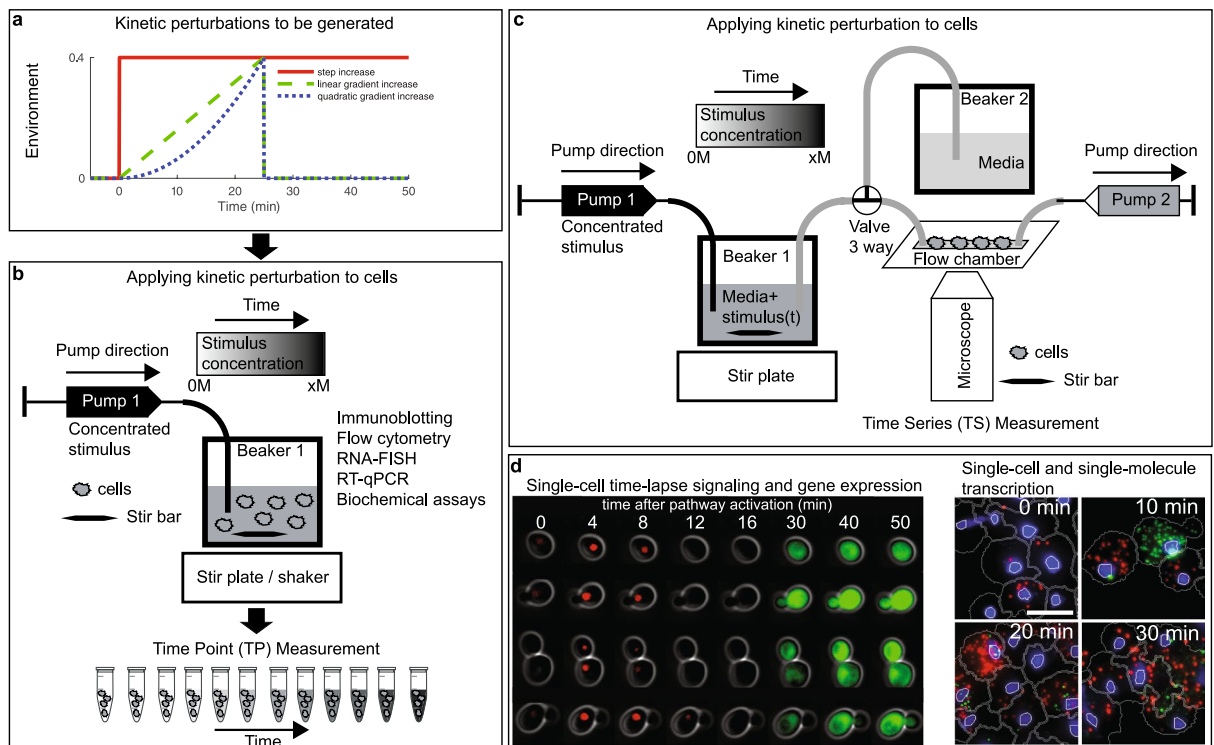 a
Kinetic perturbations to be generated
0.4
0
Environment
step increase
linear gradient increase
quadratic gradient increase
0 10 20 30 40 50
Time (min)
b
Applying kinetic perturbation to cells
Time
Stimulus
concentration
0M xM
Pump direction
Pump 1
Concentrated
stimulus
Beaker 1
cells
Stir bar
Immunoblotting
Flow cytometry
RNA-FISH
RT-qPCR
Biochemical assays
Stir plate / shaker
Time Point (TP) Measurement
Time
c
Applying kinetic perturbation to cells
Time
Stimulus
concentration
0M xM
Pump direction
Pump 1
Concentrated
stimulus
Beaker 1
Media+
stimulus(t)
Stir plate
Valve
3 way
Beaker 2
Media
Pump direction
Pump 2
Flow chamber
Microscope
cells
Stir bar
Time Series (TS) Measurement
d
Single-cell time-lapse signaling and gene expression
time after pathway activation (min)
0 4 8 12 16 30 40 50
Single-cell and single-molecule
transcription
0 min
10 min
20 min
30 min